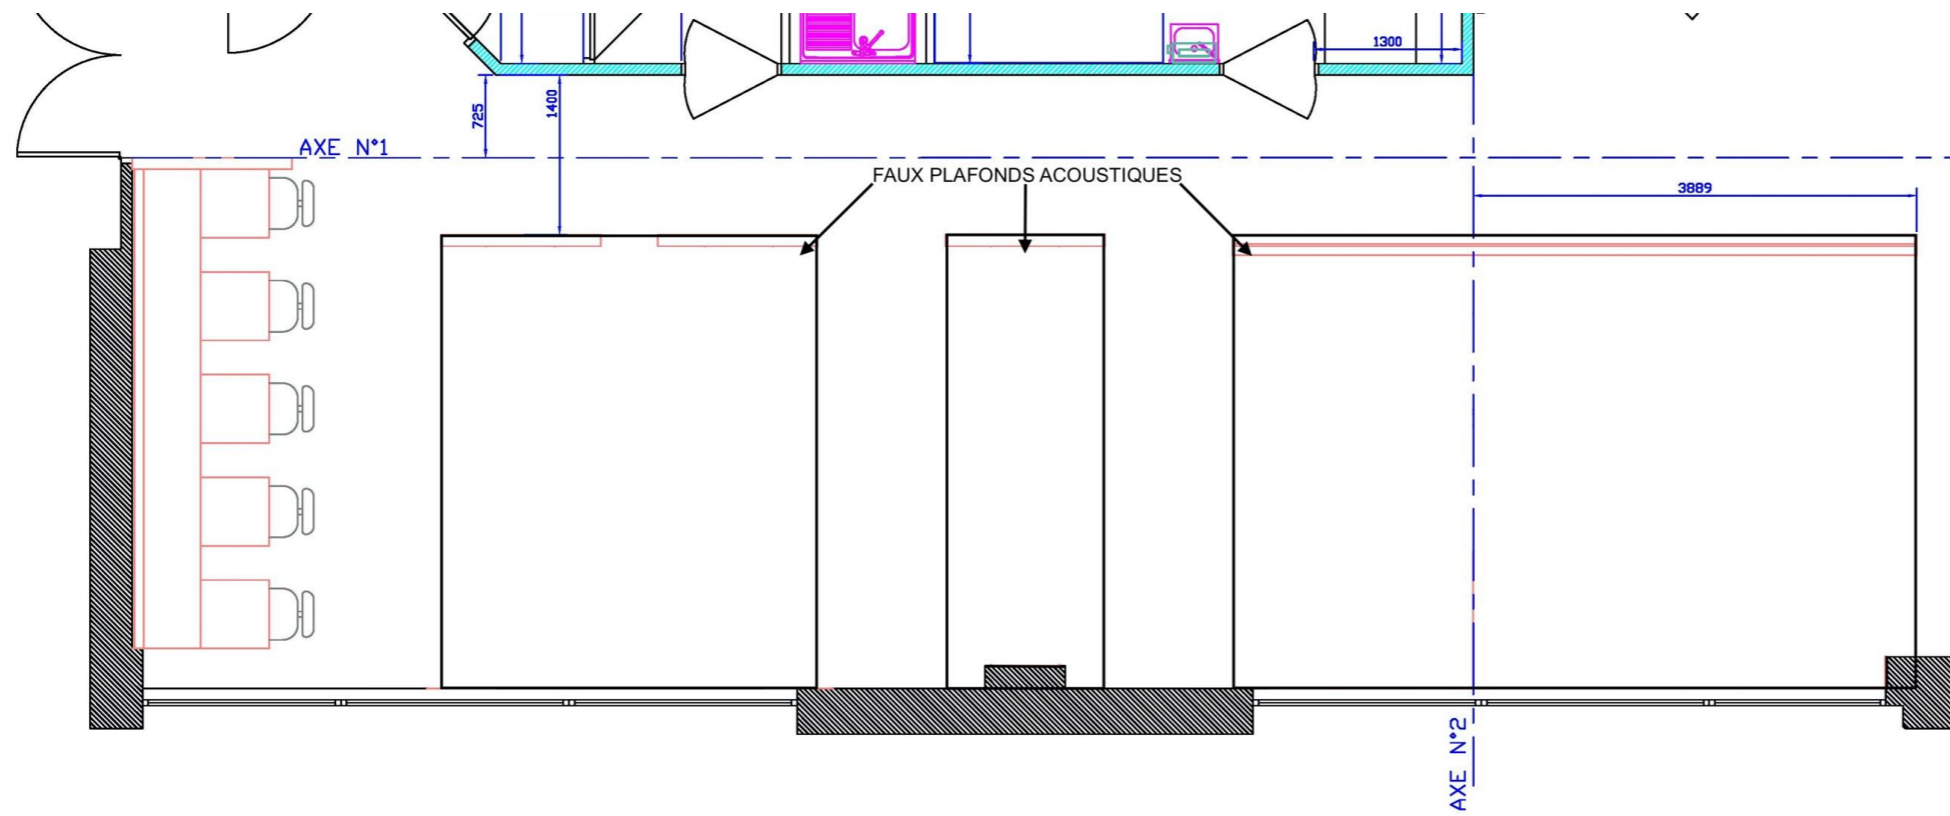 1300
725
1400
AXE N°1
FAUX PLAFONDS ACOUSTIQUES
3889
AXE N°2